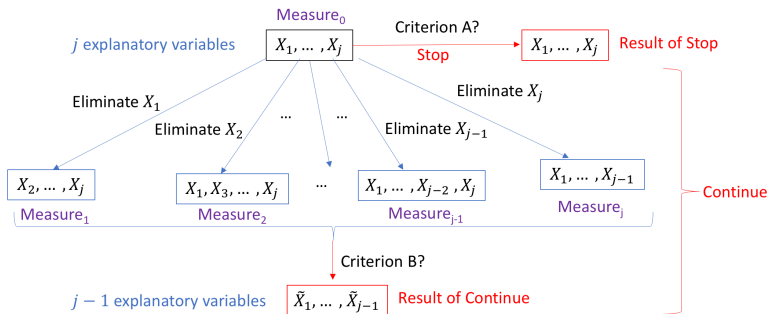 Measure₀
j explanatory variables
X₁, … , Xⱼ
Criterion A?
Stop
X₁, … , Xⱼ
Result of Stop
Eliminate X₁
Eliminate X₂
…
…
Eliminate Xⱼ₋₁
Eliminate Xⱼ
X₂, … , Xⱼ
X₁, X₃, … , Xⱼ
…
X₁, … , Xⱼ₋₂ , Xⱼ
X₁, … , Xⱼ₋₁
Continue
Measure₁
Measure₂
Measureⱼ₋₁
Measureⱼ
Criterion B?
j − 1 explanatory variables
X̃₁, … , X̃ⱼ₋₁
Result of Continue